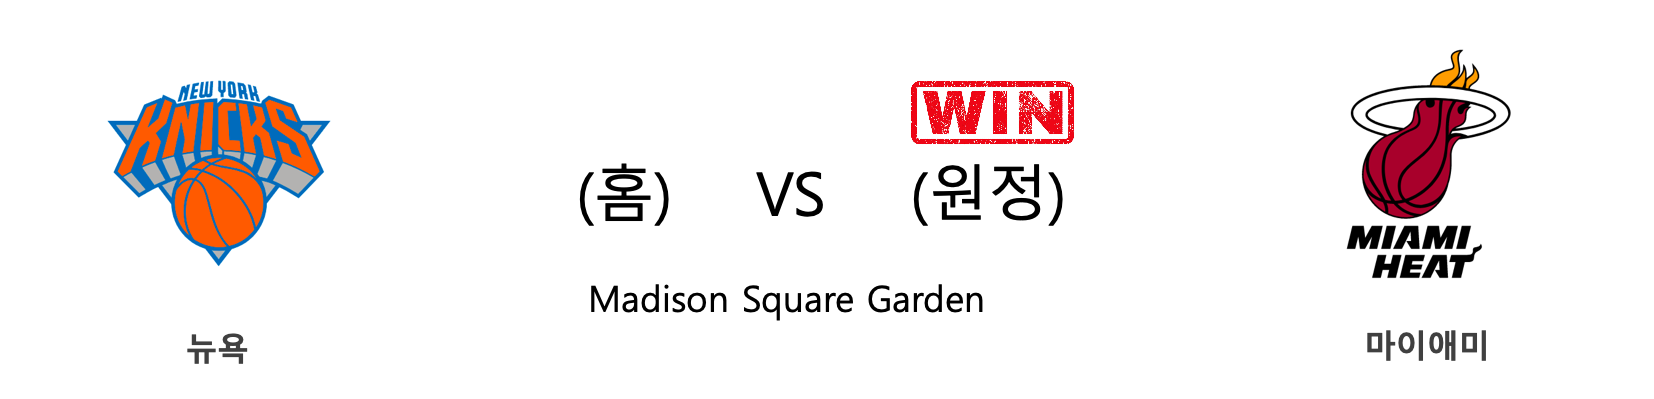 NEW YORK
KNICKS
WIN
(홈) VS (원정)
Madison Square Garden
MIAMI
HEAT
뉴욕
마이애미